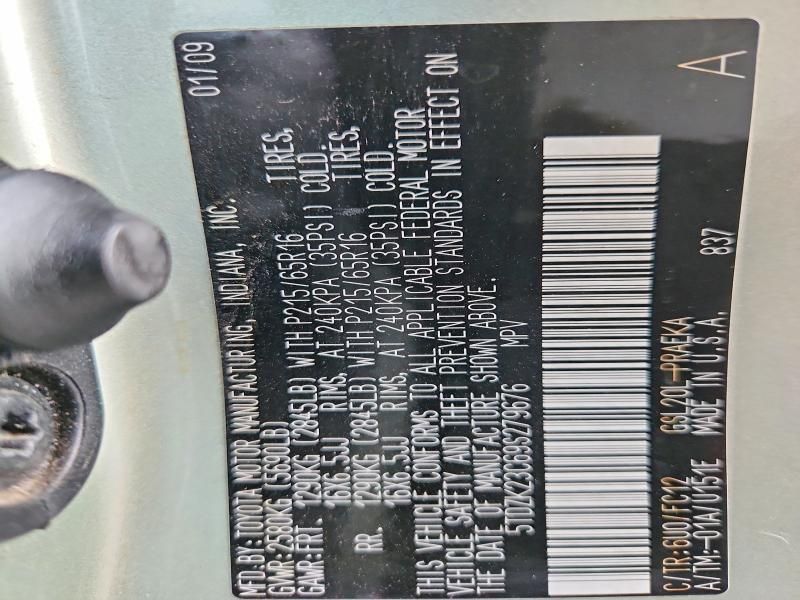 MFD.BY: TOYOTA MOTOR MANUFACTURING, INDIANA, INC. 01/09
GVWR:2580KG (5690LB)
GAWR:FRT. 1290KG (2845LB) WITH P215/65R16 TIRES,
16X6.5JJ RIMS, AT 240KPA (35PSI) COLD
RR. 1290KG (2845LB) WITH P215/65R16 TIRES,
16X6.5JJ RIMS, AT 240KPA (35PSI) COLD.
THIS VEHICLE CONFORMS TO ALL APPLICABLE FEDERAL MOTOR
VEHICLE SAFETY AND THEFT PREVENTION STANDARDS IN EFFECT ON
THE DATE OF MANUFACTURE SHOWN ABOVE.
5TDZK23C69S279676 MPV
C/TR:6U0/FC12 GSL20L-PRAEKA A
A/TM:-01A/U151E MADE IN U.S.A. 837